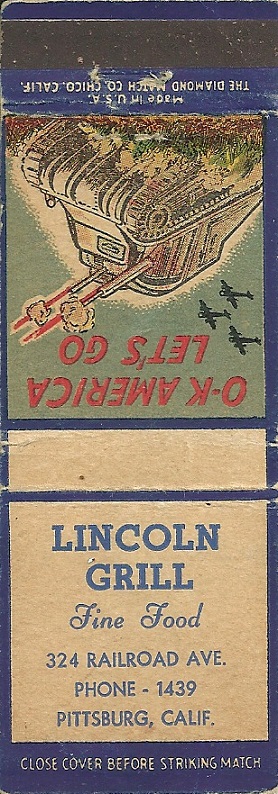 Made in U.S.A.
THE DIAMOND MATCH CO. CHICO, CALIF.
O-K AMERICA
LET'S GO
LINCOLN
GRILL
Fine Food
324 RAILROAD AVE.
PHONE - 1439
PITTSBURG, CALIF.
CLOSE COVER BEFORE STRIKING MATCH